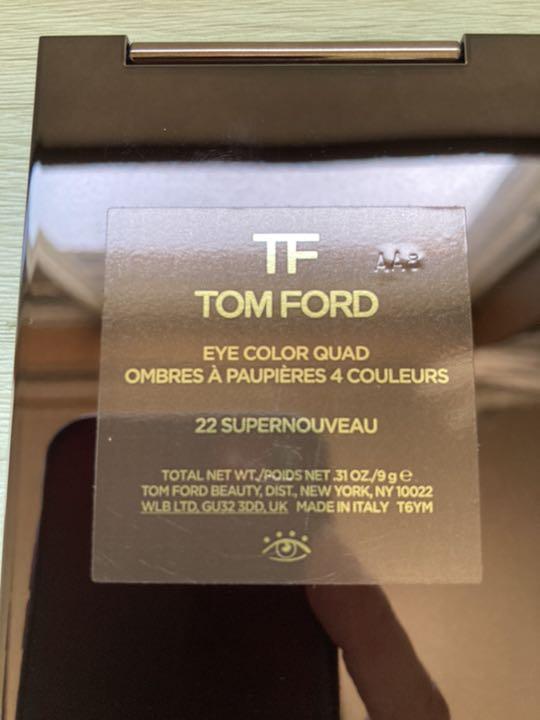 TF
AA8
TOM FORD
EYE COLOR QUAD
OMBRES À PAUPIÈRES 4 COULEURS
22 SUPERNOUVEAU
TOTAL NET WT./POIDS NET .31 OZ./9 g ℮
TOM FORD BEAUTY, DIST., NEW YORK, NY 10022
WLB LTD. GU32 3DD. UK MADE IN ITALY T6YM